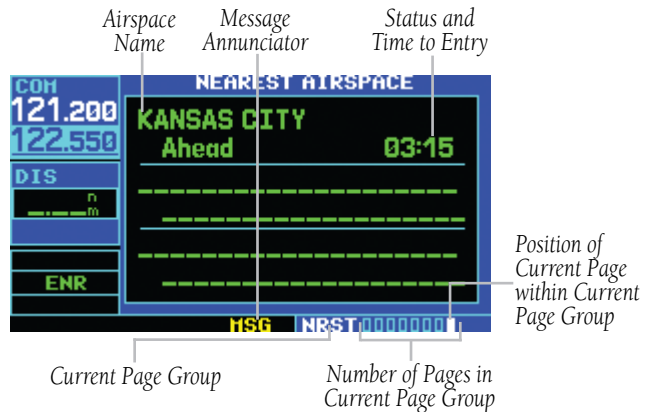 Airspace
Name
Message
Annunciator
Status and
Time to Entry
COM
121.200
122.550
DIS
n
m
ENR
NEAREST AIRSPACE
KANSAS CITY
Ahead 03:15
MSG NRST
Position of
Current Page
within Current
Page Group
Current Page Group
Number of Pages in
Current Page Group